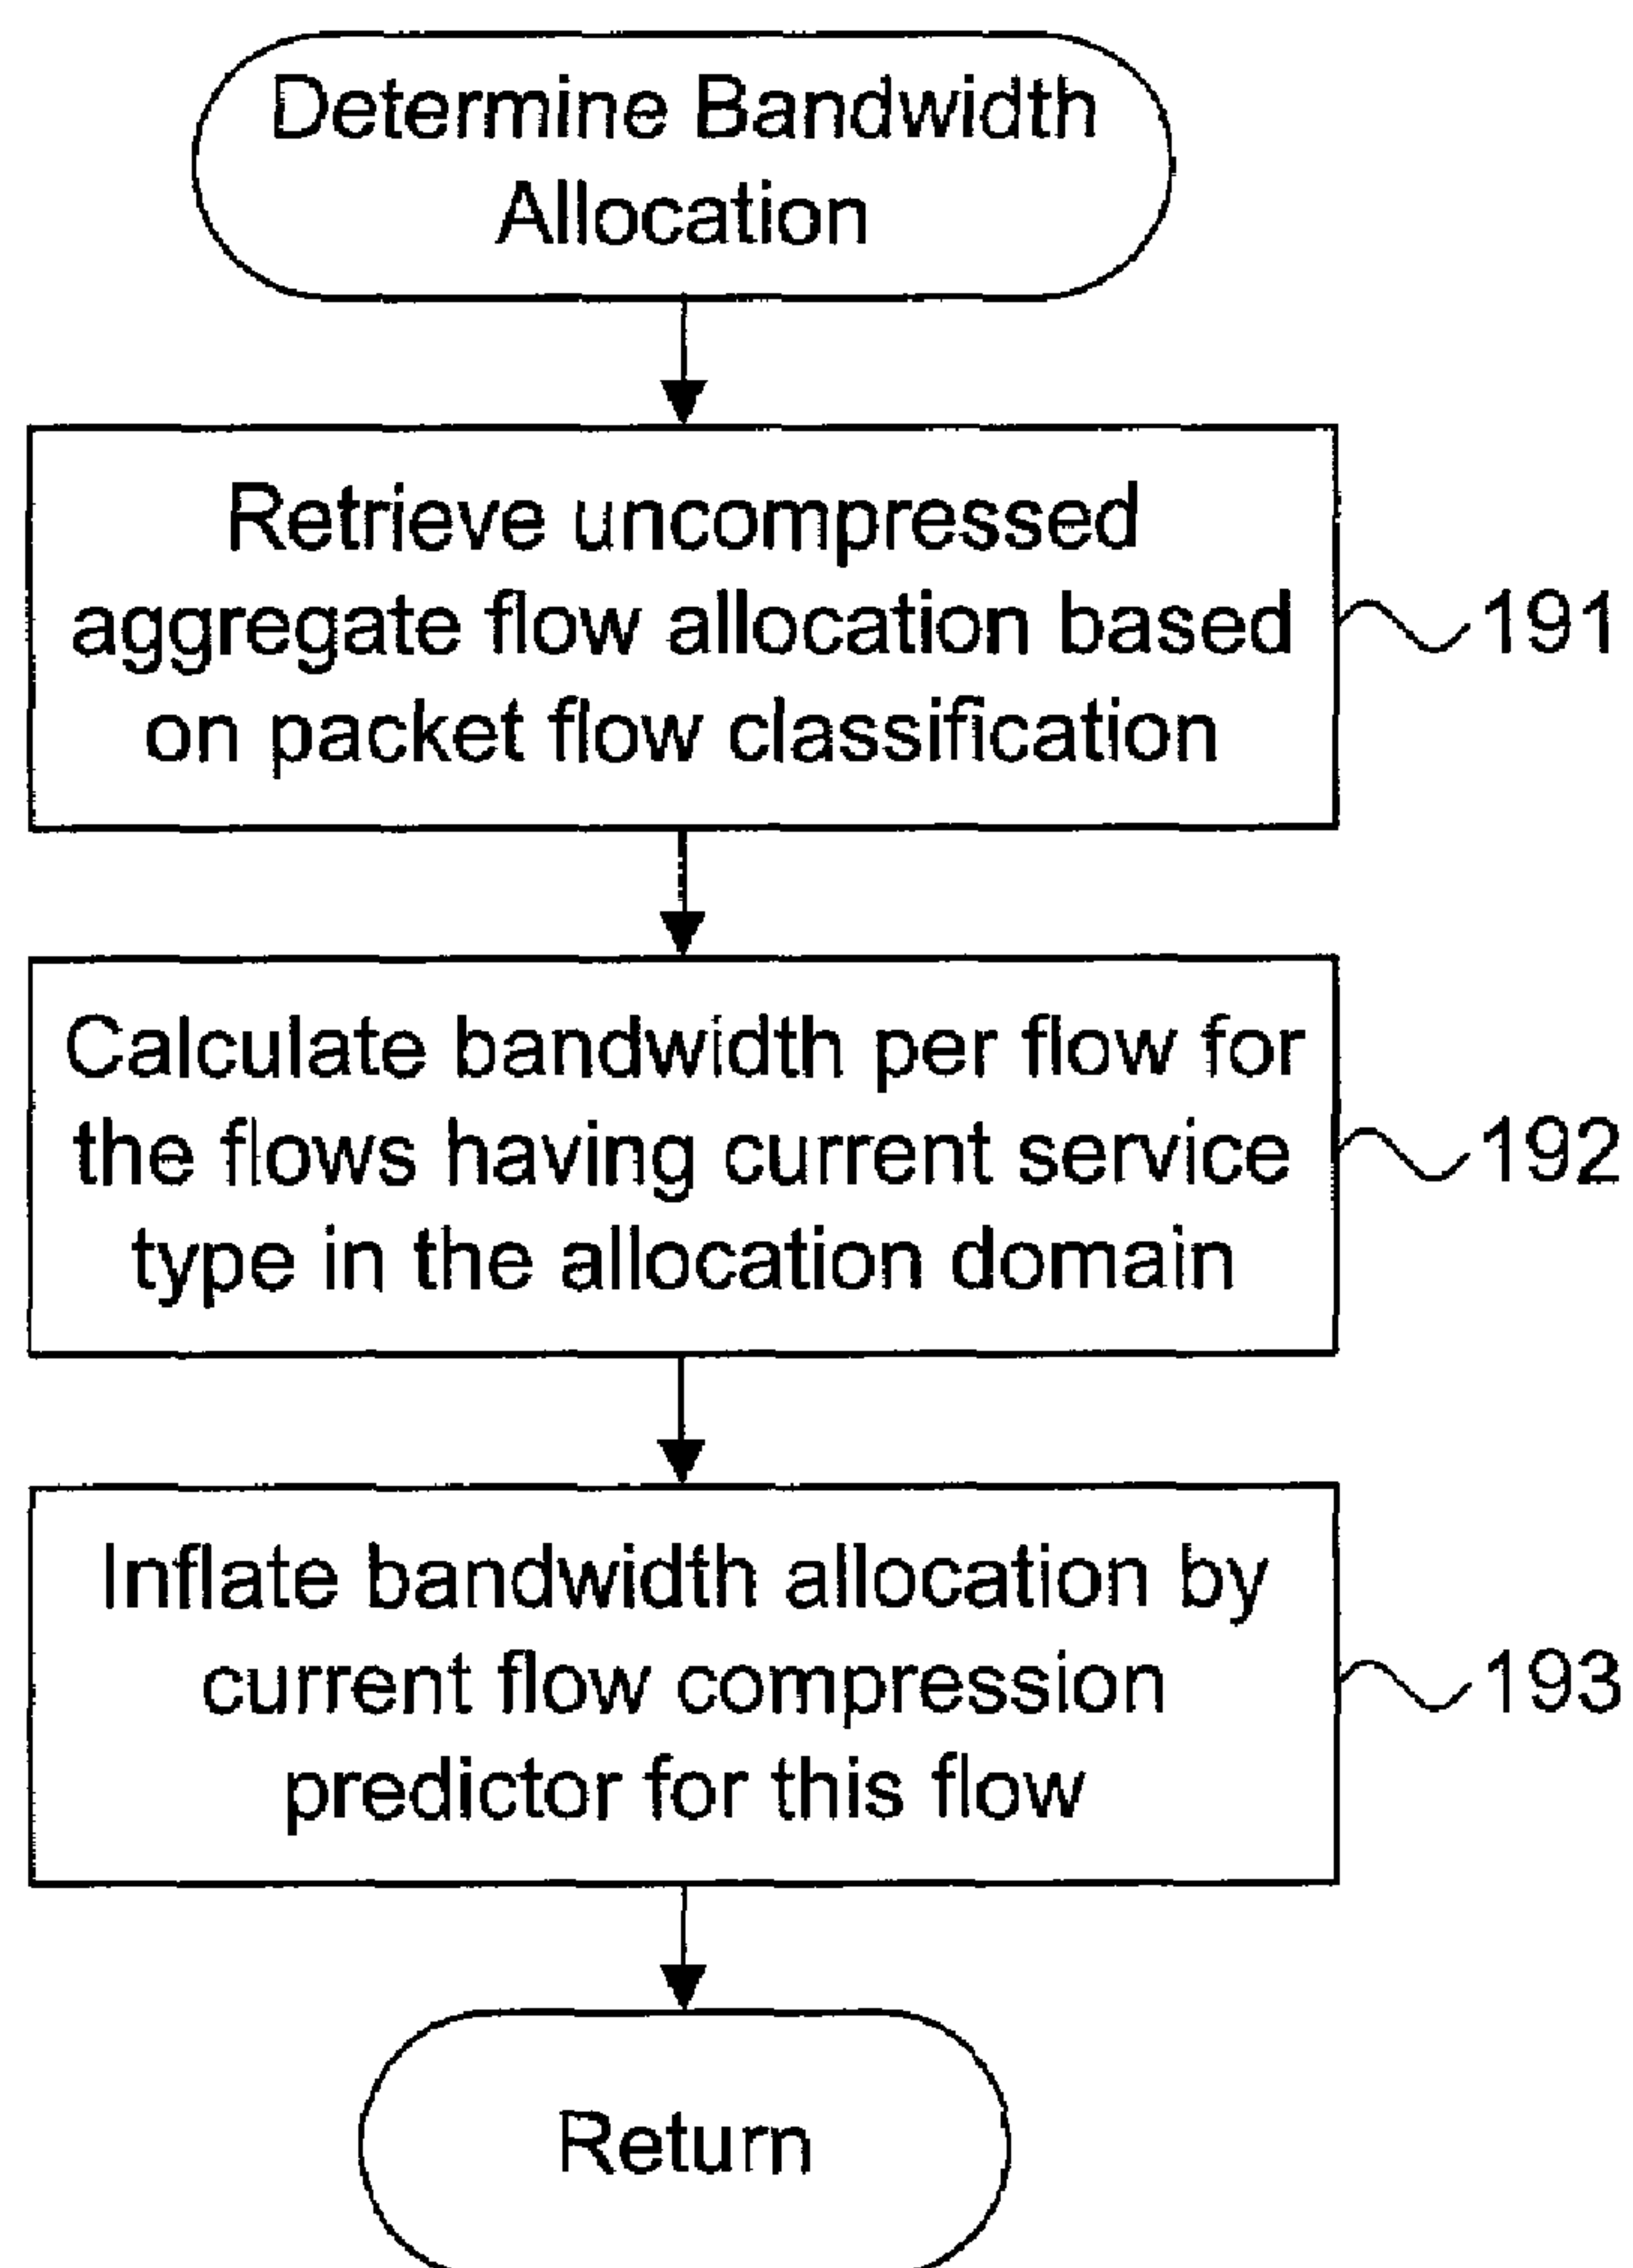 Determine Bandwidth
Allocation
Retrieve uncompressed
aggregate flow allocation based
on packet flow classification
191
Calculate bandwidth per flow for
the flows having current service
type in the allocation domain
192
Inflate bandwidth allocation by
current flow compression
predictor for this flow
193
Return